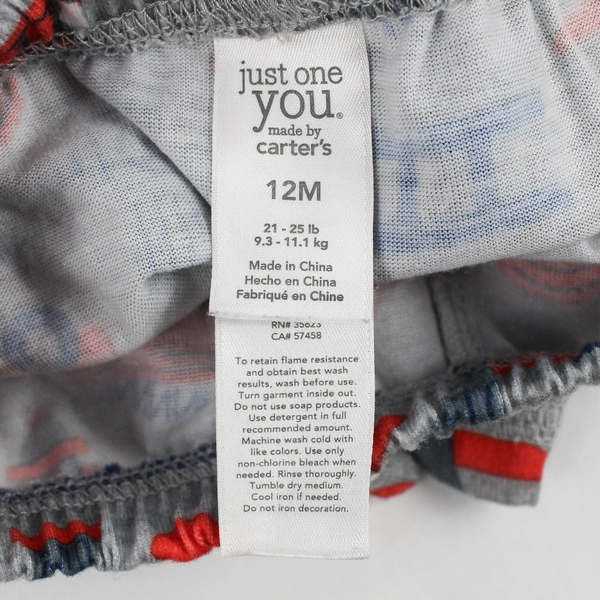 just one
you®
made by
carter's
12M
21 - 25 lb
9.3 - 11.1 kg
Made in China
Hecho en China
Fabriqué en Chine
RN# 35623
CA# 57458
To retain flame resistance
and obtain best wash
results, wash before use.
Turn garment inside out.
Do not use soap products.
Use detergent in full
recommended amount.
Machine wash cold with
like colors. Use only
non-chlorine bleach when
needed. Rinse thoroughly.
Tumble dry medium.
Cool iron if needed.
Do not iron decoration.